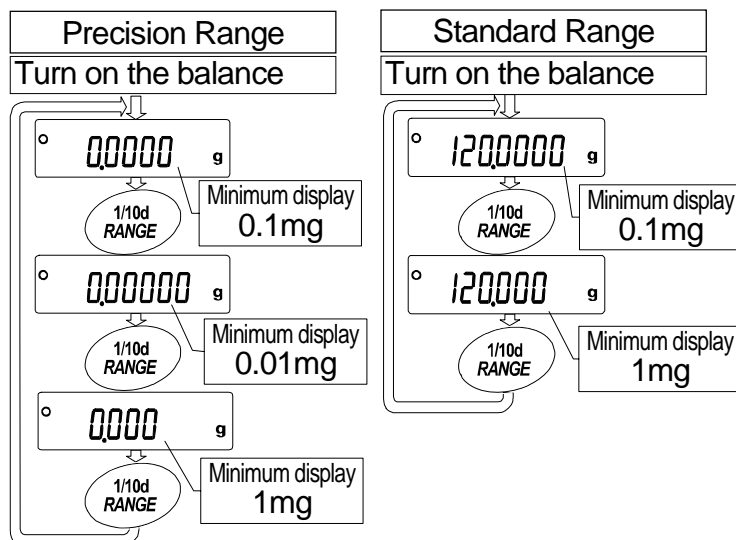 Precision Range
Turn on the balance
0.0000 g
1/10d
RANGE
Minimum display
0.1mg
0.00000 g
1/10d
RANGE
Minimum display
0.01mg
0.000 g
1/10d
RANGE
Minimum display
1mg
Standard Range
Turn on the balance
120.0000 g
1/10d
RANGE
Minimum display
0.1mg
120.000 g
1/10d
RANGE
Minimum display
1mg